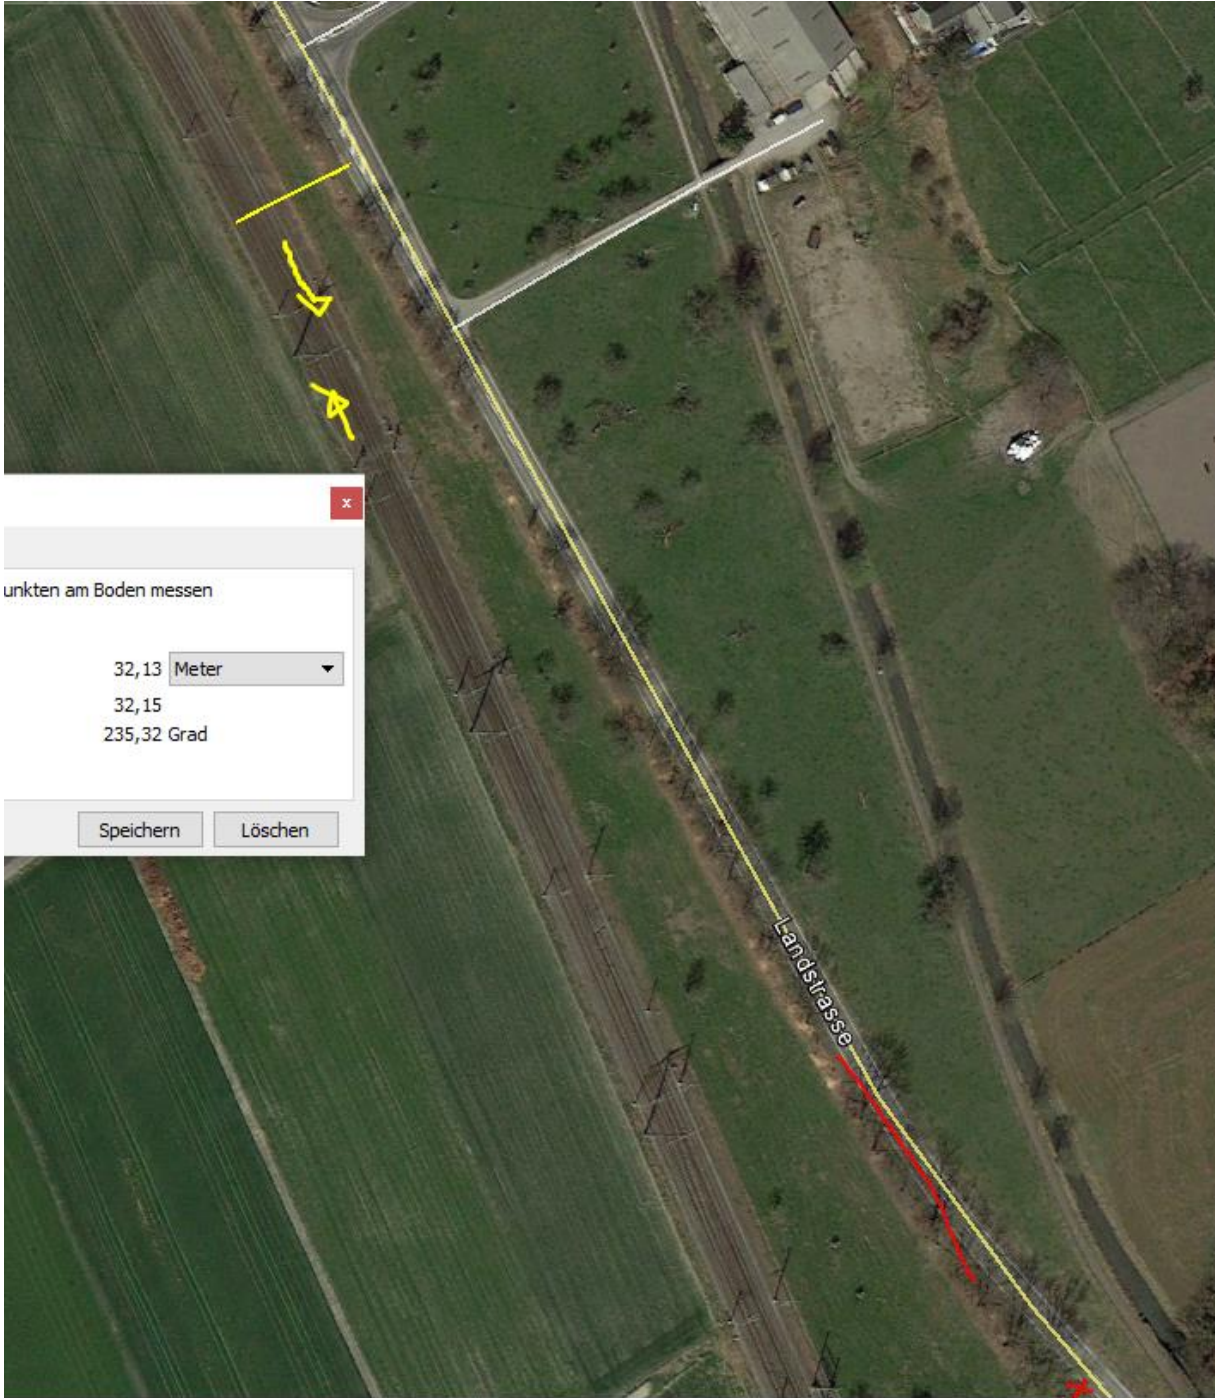 x
unkten am Boden messen
32,13 Meter
32,15
235,32 Grad
Speichern Löschen
Landstrasse